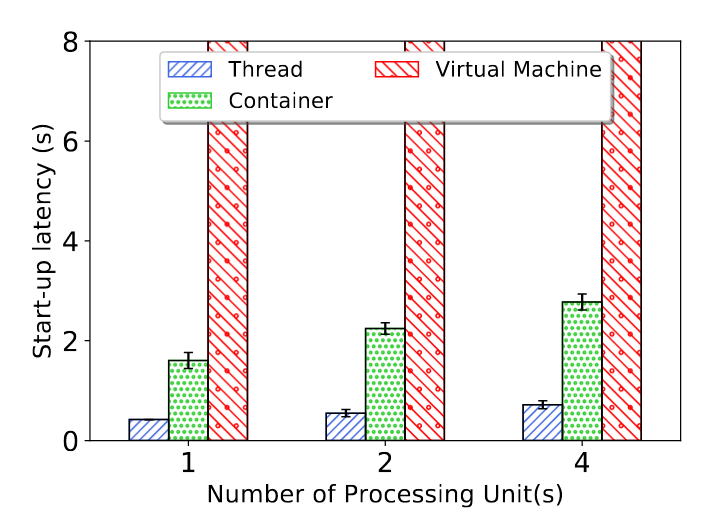 8
6
4
2
0
Start-up latency (s)
Thread
Container
Virtual Machine
1
2
4
Number of Processing Unit(s)